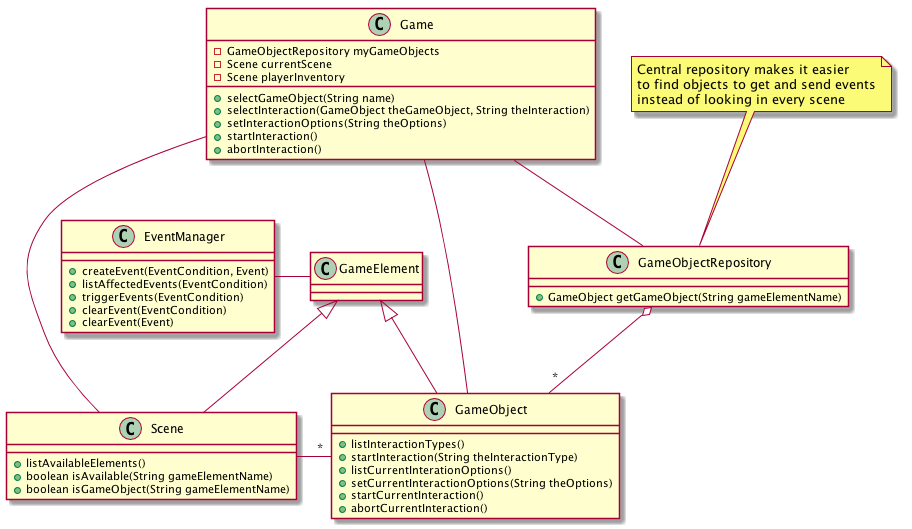 C Game
GameObjectRepository myGameObjects
Scene currentScene
Scene playerInventory
selectGameObject(String name)
selectInteraction(GameObject theGameObject, String theInteraction)
setInteractionOptions(String theOptions)
startInteraction()
abortInteraction()
Central repository makes it easier
to find objects to get and send events
instead of looking in every scene
C EventManager
createEvent(EventCondition, Event)
listAffectedEvents(EventCondition)
triggerEvents(EventCondition)
clearEvent(EventCondition)
clearEvent(Event)
C GameElement
C GameObjectRepository
GameObject getGameObject(String gameElementName)
*
C Scene
listAvailableElements()
boolean isAvailable(String gameElementName)
boolean isGameObject(String gameElementName)
*
C GameObject
listInteractionTypes()
startInteraction(String theInteractionType)
listCurrentInterationOptions()
setCurrentInteractionOptions(String theOptions)
startCurrentInteraction()
abortCurrentInteraction()